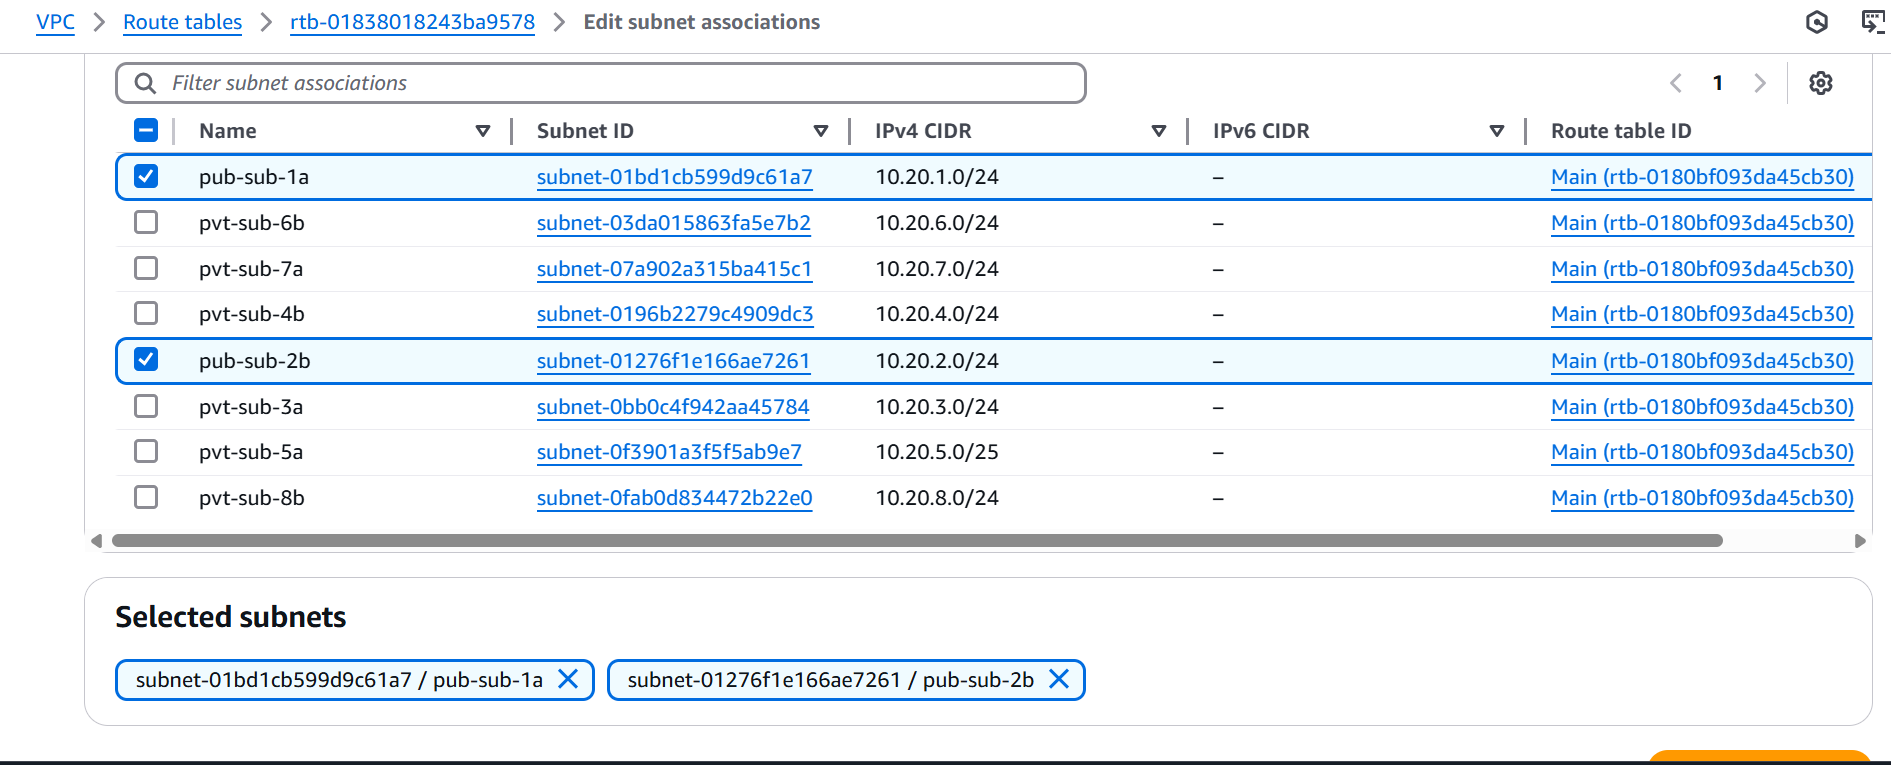 VPC > Route tables > rtb-01838018243ba9578 > Edit subnet associations
Filter subnet associations
1
Name Subnet ID IPv4 CIDR IPv6 CIDR Route table ID
pub-sub-1a subnet-01bd1cb599d9c61a7 10.20.1.0/24 – Main (rtb-0180bf093da45cb30)
pvt-sub-6b subnet-03da015863fa5e7b2 10.20.6.0/24 – Main (rtb-0180bf093da45cb30)
pvt-sub-7a subnet-07a902a315ba415c1 10.20.7.0/24 – Main (rtb-0180bf093da45cb30)
pvt-sub-4b subnet-0196b2279c4909dc3 10.20.4.0/24 – Main (rtb-0180bf093da45cb30)
pub-sub-2b subnet-01276f1e166ae7261 10.20.2.0/24 – Main (rtb-0180bf093da45cb30)
pvt-sub-3a subnet-0bb0c4f942aa45784 10.20.3.0/24 – Main (rtb-0180bf093da45cb30)
pvt-sub-5a subnet-0f3901a3f5f5ab9e7 10.20.5.0/25 – Main (rtb-0180bf093da45cb30)
pvt-sub-8b subnet-0fab0d834472b22e0 10.20.8.0/24 – Main (rtb-0180bf093da45cb30)
Selected subnets
subnet-01bd1cb599d9c61a7 / pub-sub-1a subnet-01276f1e166ae7261 / pub-sub-2b